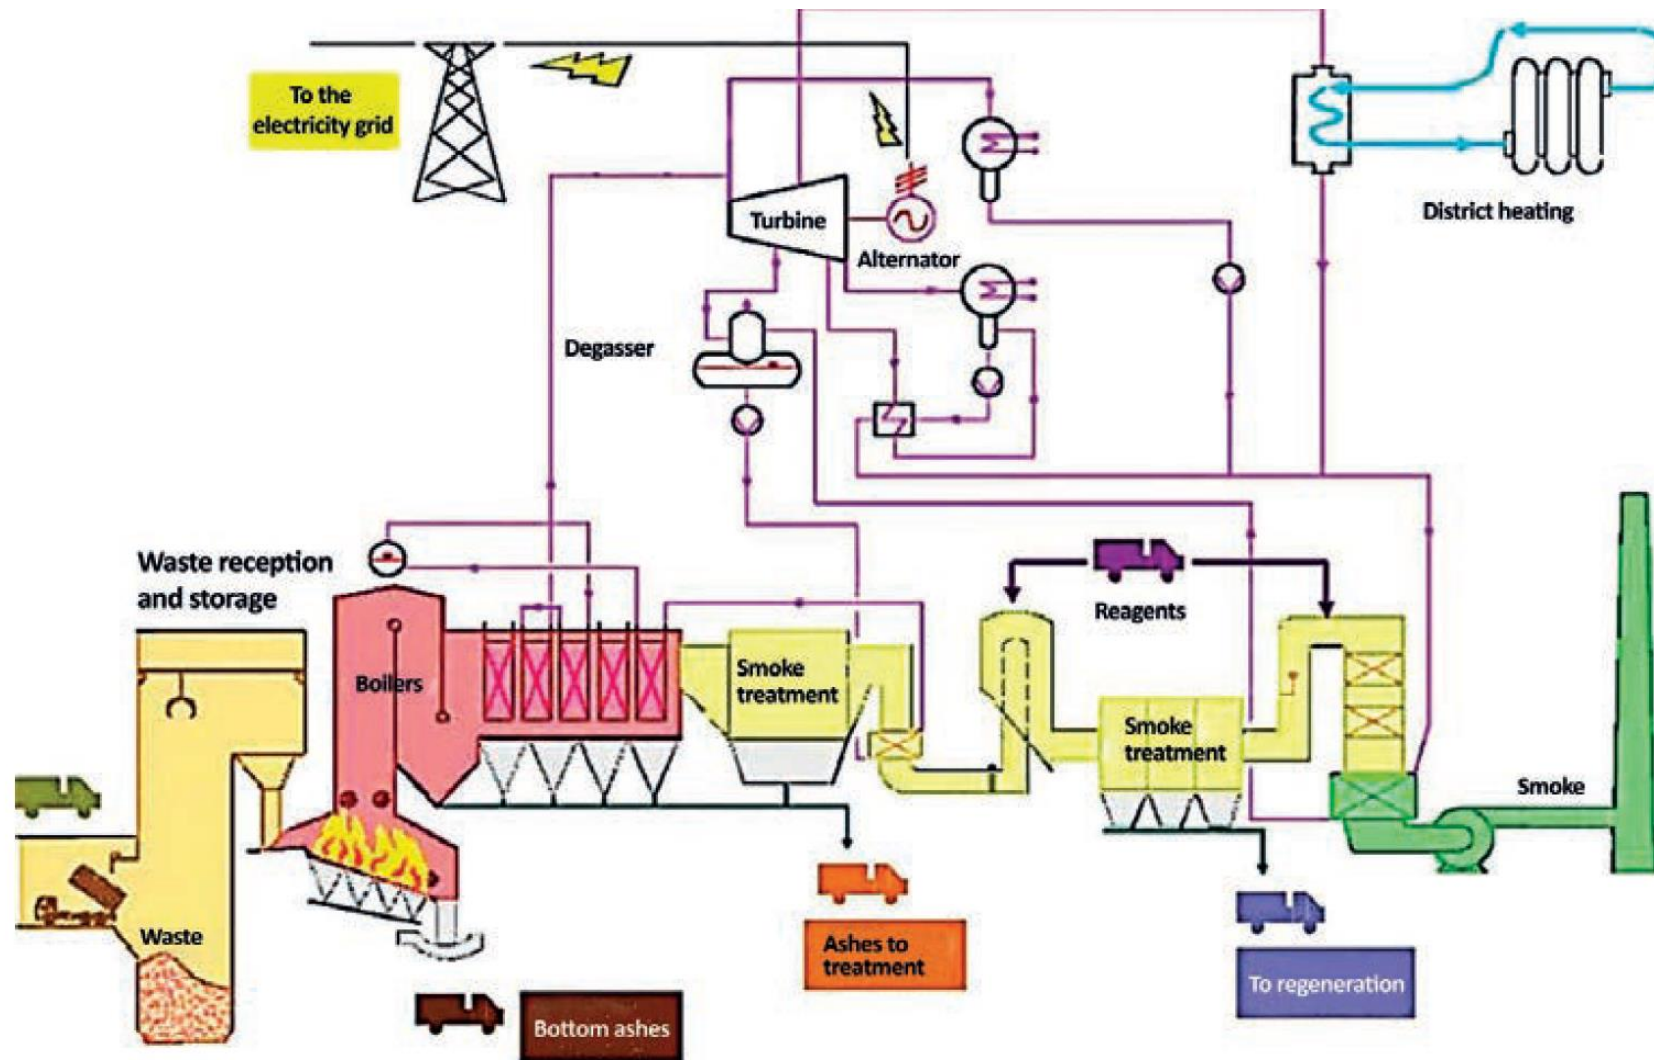 To the
electricity grid
Turbine
Alternator
District heating
Degasser
Waste reception
and storage
Boilers
Smoke
treatment
Reagents
Smoke
treatment
Smoke
Waste
Ashes to
treatment
To regeneration
Bottom ashes